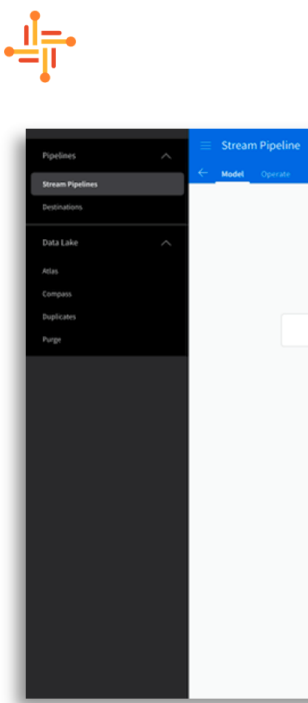 Pipelines
Stream Pipelines
Destinations
Data Lake
Atlas
Compass
Duplicates
Purge
Stream Pipeline
Model Operate